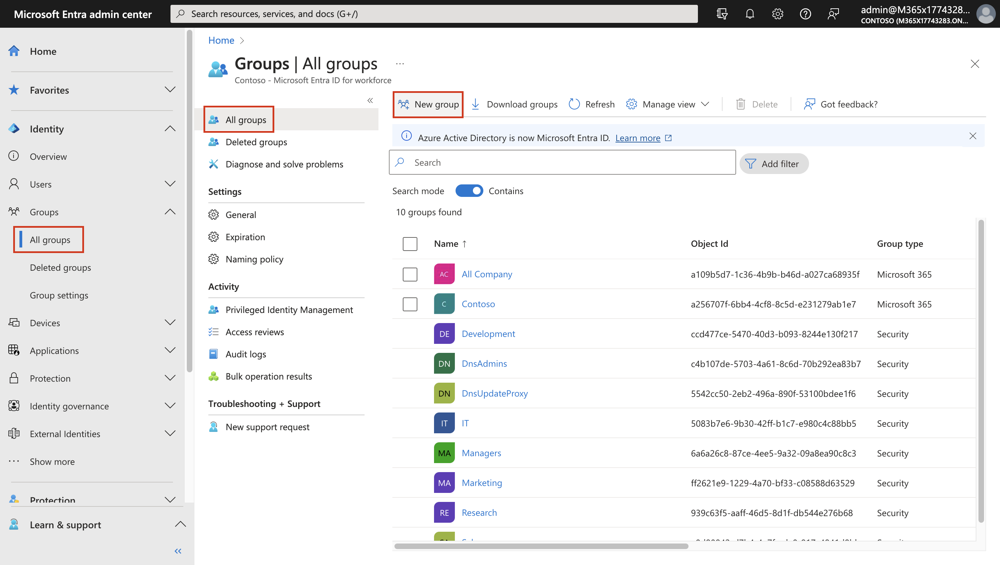 Microsoft Entra admin center
Search resources, services, and docs (G+/)
admin@M365x1774328...
CONTOSO (M365X17743283.ON...
Home
Favorites
Identity
Overview
Users
Groups
All groups
Deleted groups
Group settings
Devices
Applications
Protection
Identity governance
External Identities
Show more
Protection
Learn & support
Home
Groups | All groups
Contoso - Microsoft Entra ID for workforce
All groups
Deleted groups
Diagnose and solve problems
Settings
General
Expiration
Naming policy
Activity
Privileged Identity Management
Access reviews
Audit logs
Bulk operation results
Troubleshooting + Support
New support request
New group Download groups Refresh Manage view Delete Got feedback?
Azure Active Directory is now Microsoft Entra ID. Learn more
Search Add filter
Search mode Contains
10 groups found
Name ↑ Object Id Group type
AC All Company a109b5d7-1c36-4b9b-b46d-a027ca68935f Microsoft 365
C Contoso a256707f-6bb4-4cf8-8c5d-e231279ab1e7 Microsoft 365
DE Development ccd477ce-5470-40d3-b093-8244e130f217 Security
DN DnsAdmins c4b107de-5703-4a61-8c6d-70b292ea83b7 Security
DN DnsUpdateProxy 5542cc50-2eb2-496a-890f-53100bdee1f6 Security
IT IT 5083b7e6-9b30-42ff-b1c7-e980c4c88bb5 Security
MA Managers 6a6a26c8-87ce-4ee5-9a32-09a8ea90c8c3 Security
MA Marketing ff2621e9-1229-4a70-bf33-c08588d63529 Security
RE Research 939c63f5-aaff-46d5-8d1f-db544e276b68 Security